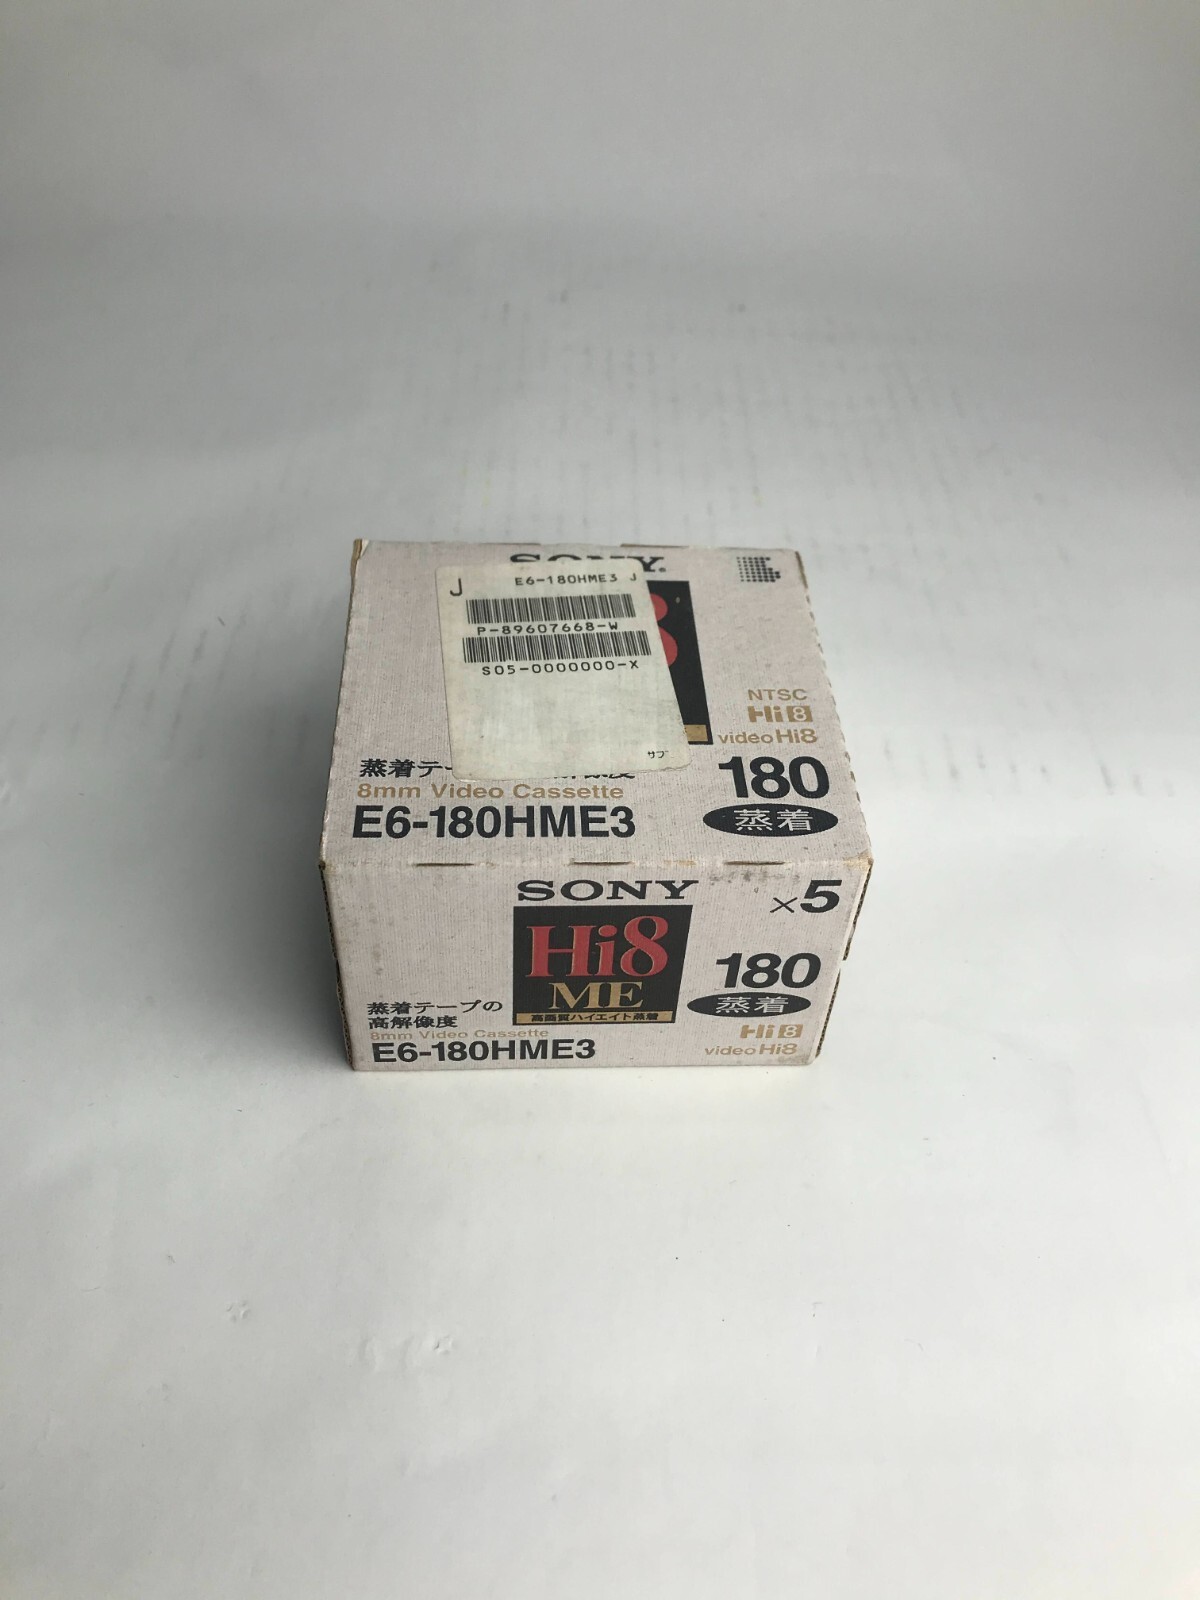 SONY
J
E6-180HME3 J
P-89607668-W
S05-0000000-X
サブ
NTSC
Hi8
video Hi8
蒸着テー
8mm Video Cassette
E6-180HME3
180
蒸着
SONY
×5
Hi8
ME
高画質ハイエイト蒸着
180
蒸着
蒸着テープの
高解像度
8mm Video Cassette
E6-180HME3
Hi8
video Hi8